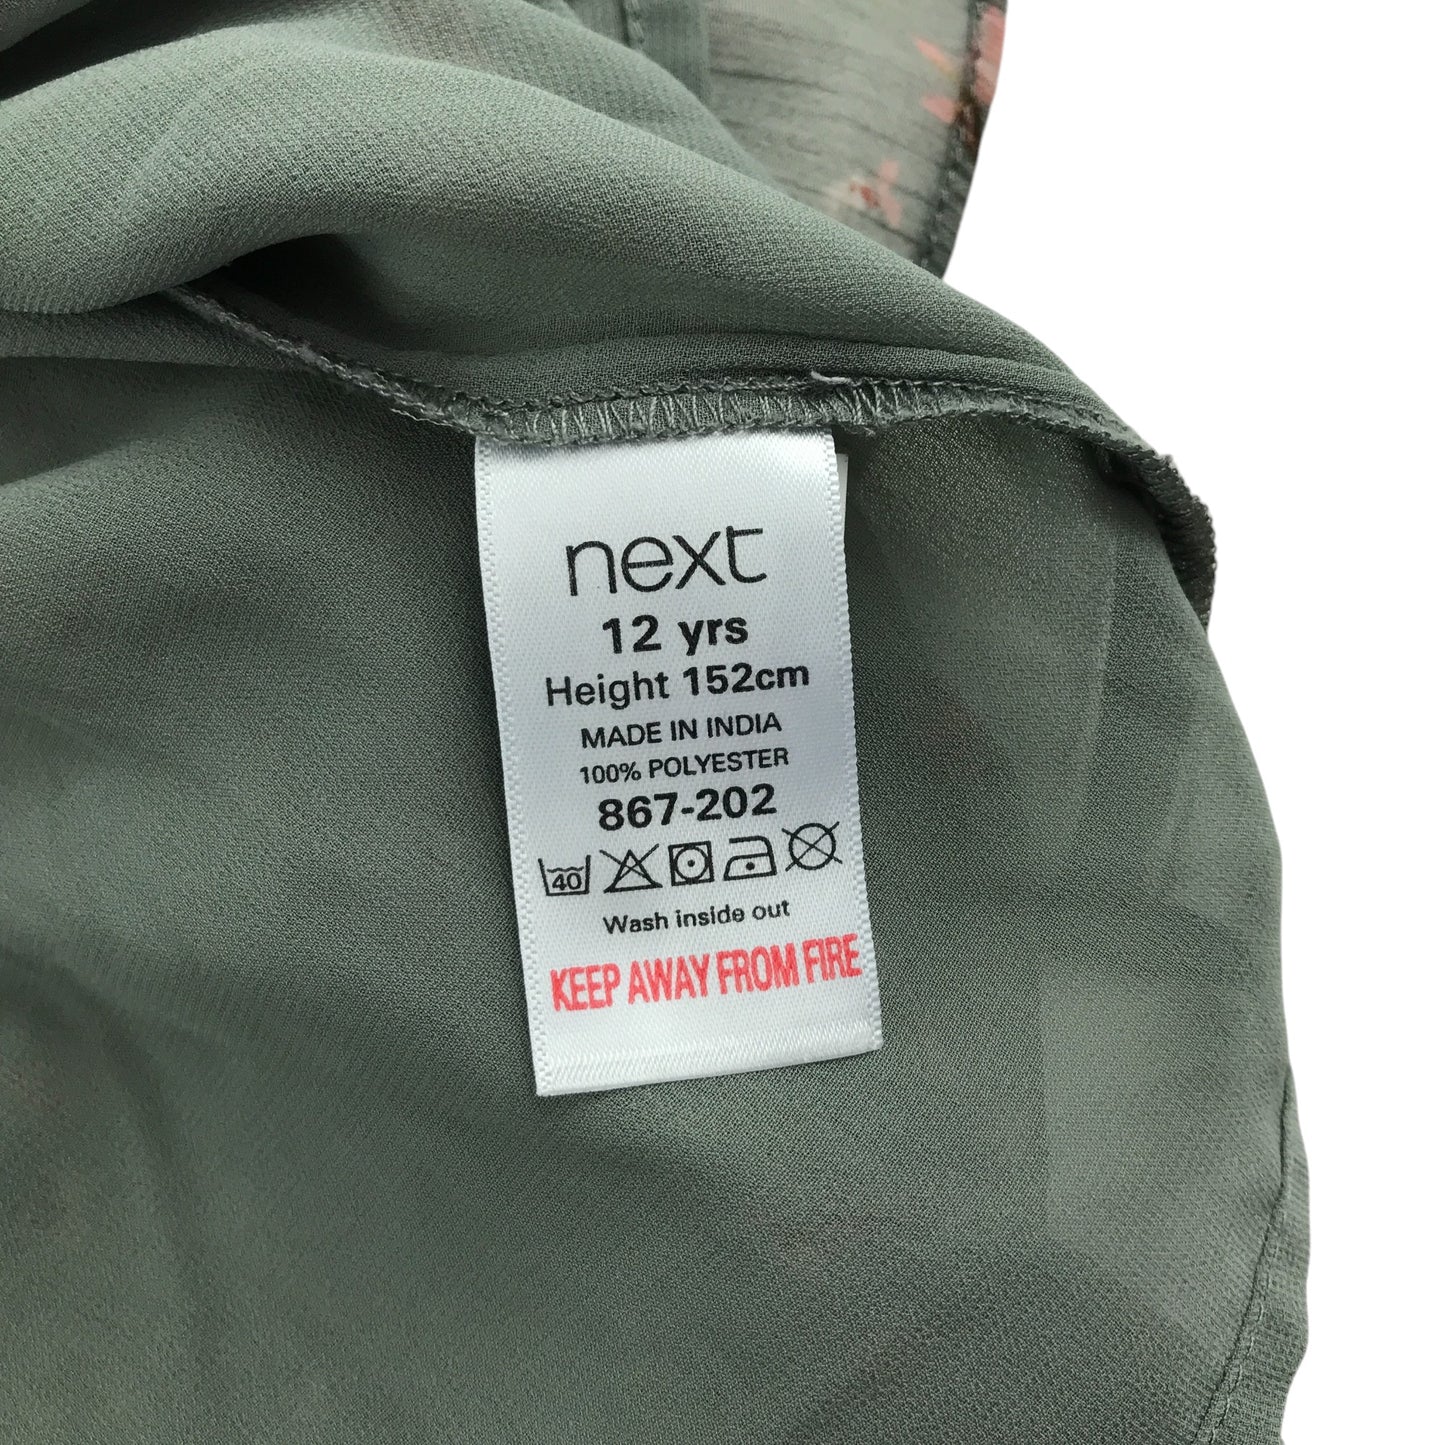 next
12 yrs
Height 152cm
MADE IN INDIA
100% POLYESTER
867-202
40
Wash inside out
KEEP AWAY FROM FIRE